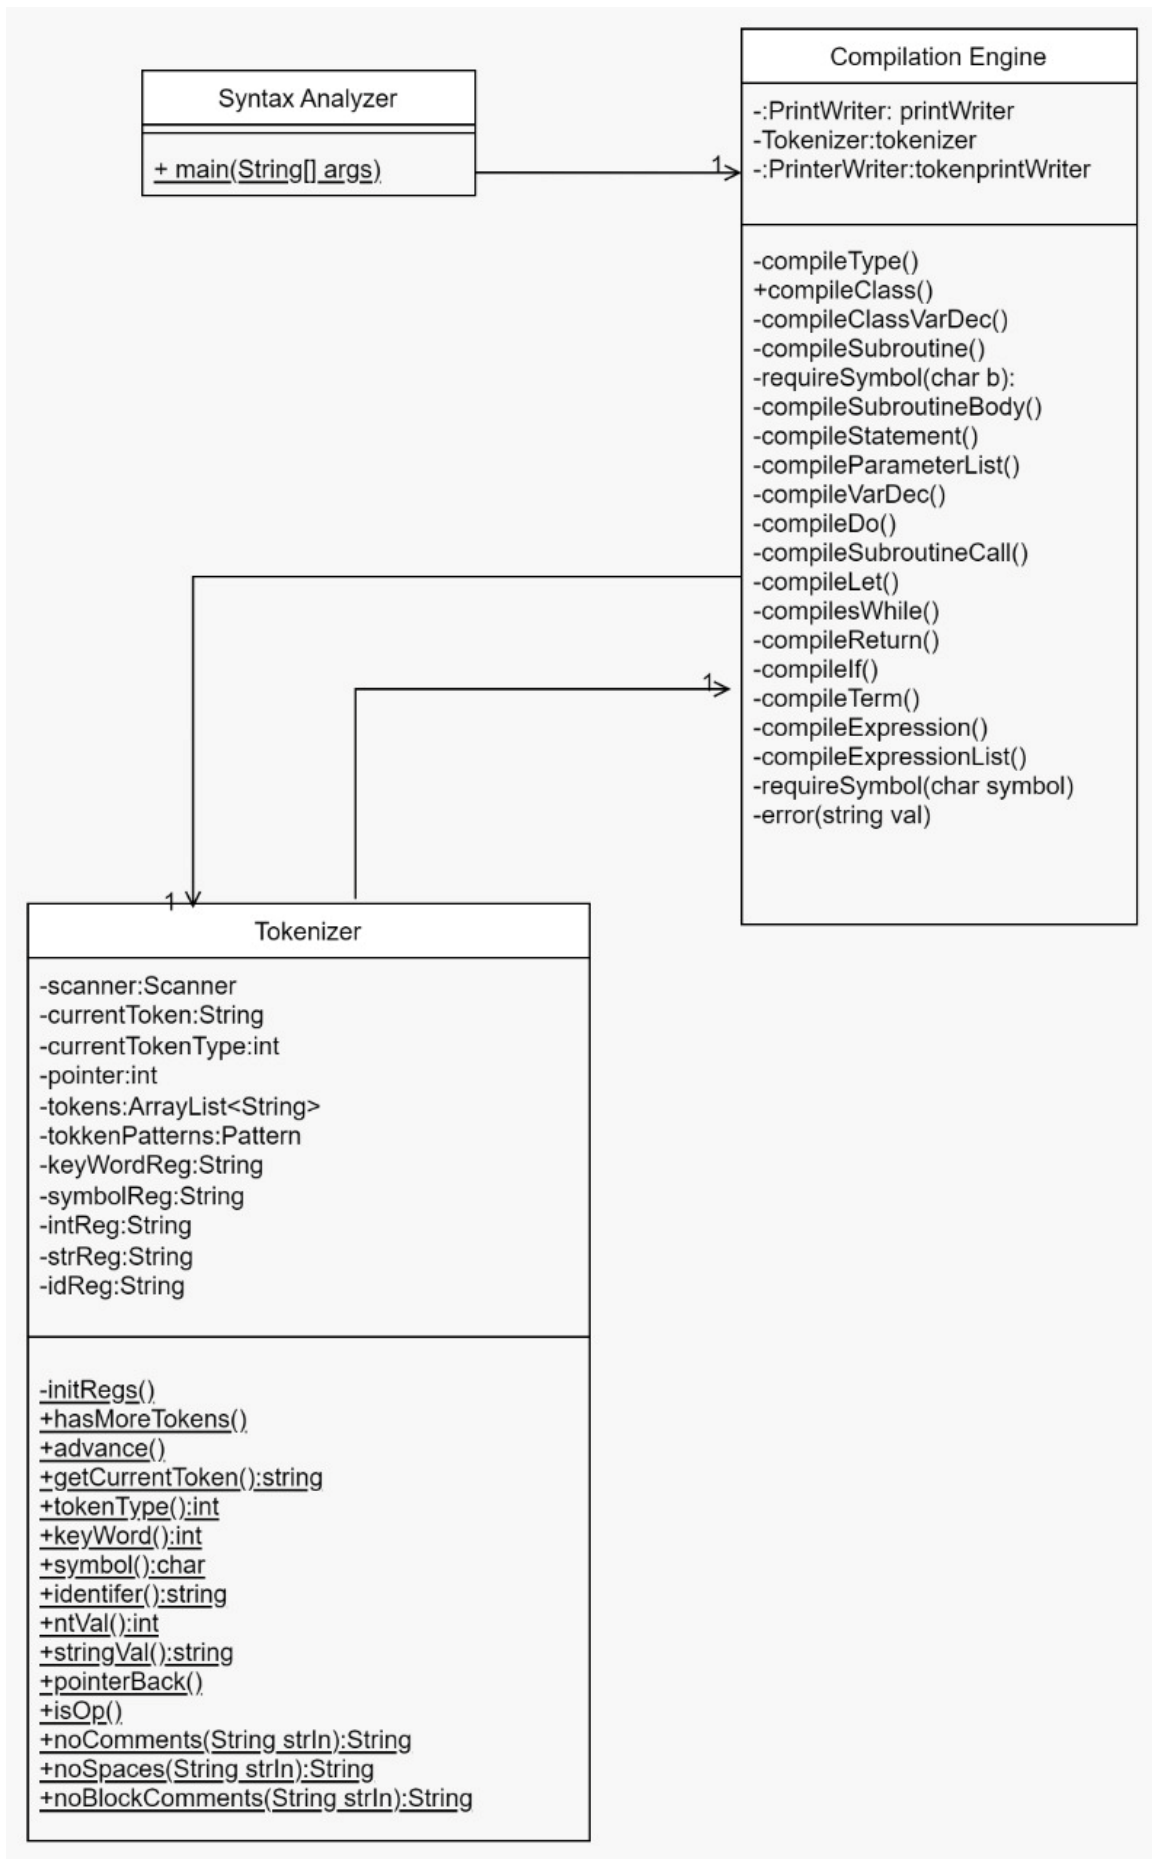 Syntax Analyzer
+ main(String[] args)
1
Compilation Engine
-:PrintWriter: printWriter
-Tokenizer:tokenizer
-:PrinterWriter:tokenprintWriter
-compileType()
+compileClass()
-compileClassVarDec()
-compileSubroutine()
-requireSymbol(char b):
-compileSubroutineBody()
-compileStatement()
-compileParameterList()
-compileVarDec()
-compileDo()
-compileSubroutineCall()
-compileLet()
-compilesWhile()
-compileReturn()
-compileIf()
-compileTerm()
-compileExpression()
-compileExpressionList()
-requireSymbol(char symbol)
-error(string val)
1
1
Tokenizer
-scanner:Scanner
-currentToken:String
-currentTokenType:int
-pointer:int
-tokens:ArrayList<String>
-tokkenPatterns:Pattern
-keyWordReg:String
-symbolReg:String
-intReg:String
-strReg:String
-idReg:String
-initRegs()
+hasMoreTokens()
+advance()
+getCurrentToken():string
+tokenType():int
+keyWord():int
+symbol():char
+identifer():string
+ntVal():int
+stringVal():string
+pointerBack()
+isOp()
+noComments(String strIn):String
+noSpaces(String strIn):String
+noBlockComments(String strIn):String